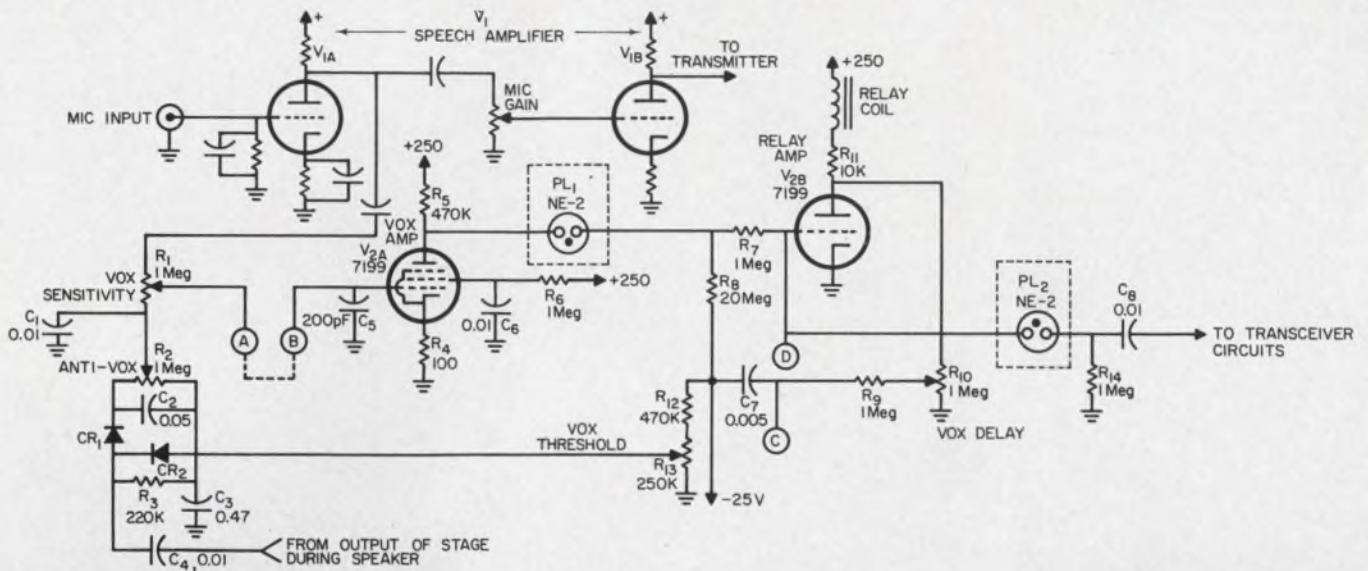 +
V1
SPEECH AMPLIFIER
+
V1A
V1B
TO
TRANSMITTER
+250
RELAY
COIL
MIC INPUT
MIC
GAIN
+250
RELAY
AMP
V2B
7199
R11
10K
R5
470K
PL1
NE-2
VOX
AMP
V2A
7199
R7
1Meg
R1
1Meg
VOX
SENSITIVITY
R6
1Meg
+250
R8
20Meg
PL2
NE-2
C8
0.01
C1
0.01
A
B
200pF
C5
0.01
C6
TO TRANSCEIVER
CIRCUITS
D
R4
100
R2
1Meg
ANTI-VOX
R12
470K
C7
0.005
R9
1Meg
R10
1Meg
R14
1Meg
C2
0.05
CR1
VOX
THRESHOLD
C
VOX DELAY
CR2
R13
250K
R3
220K
C3
0.47
-25V
C4, 0.01
FROM OUTPUT OF STAGE
DURING SPEAKER